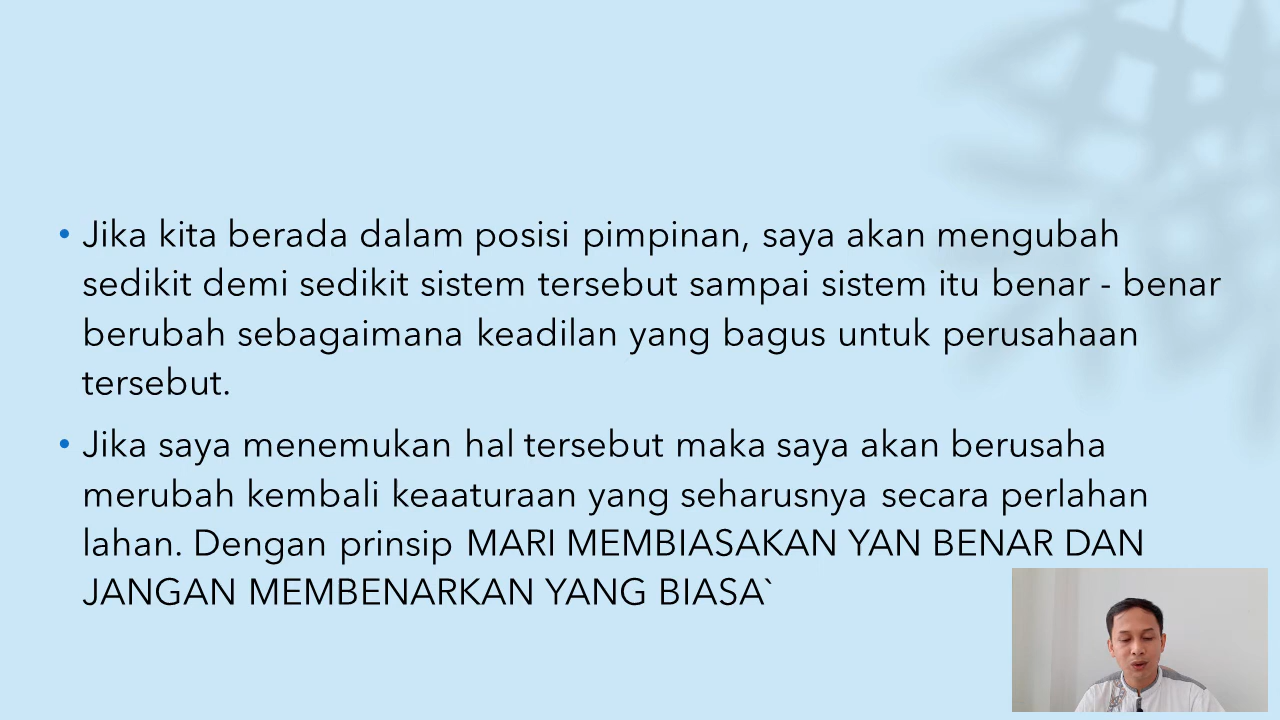 • Jika kita berada dalam posisi pimpinan, saya akan mengubah
sedikit demi sedikit sistem tersebut sampai sistem itu benar - benar
berubah sebagaimana keadilan yang bagus untuk perusahaan
tersebut.
• Jika saya menemukan hal tersebut maka saya akan berusaha
merubah kembali keaaturaan yang seharusnya secara perlahan
lahan. Dengan prinsip MARI MEMBIASAKAN YAN BENAR DAN
JANGAN MEMBENARKAN YANG BIASA`